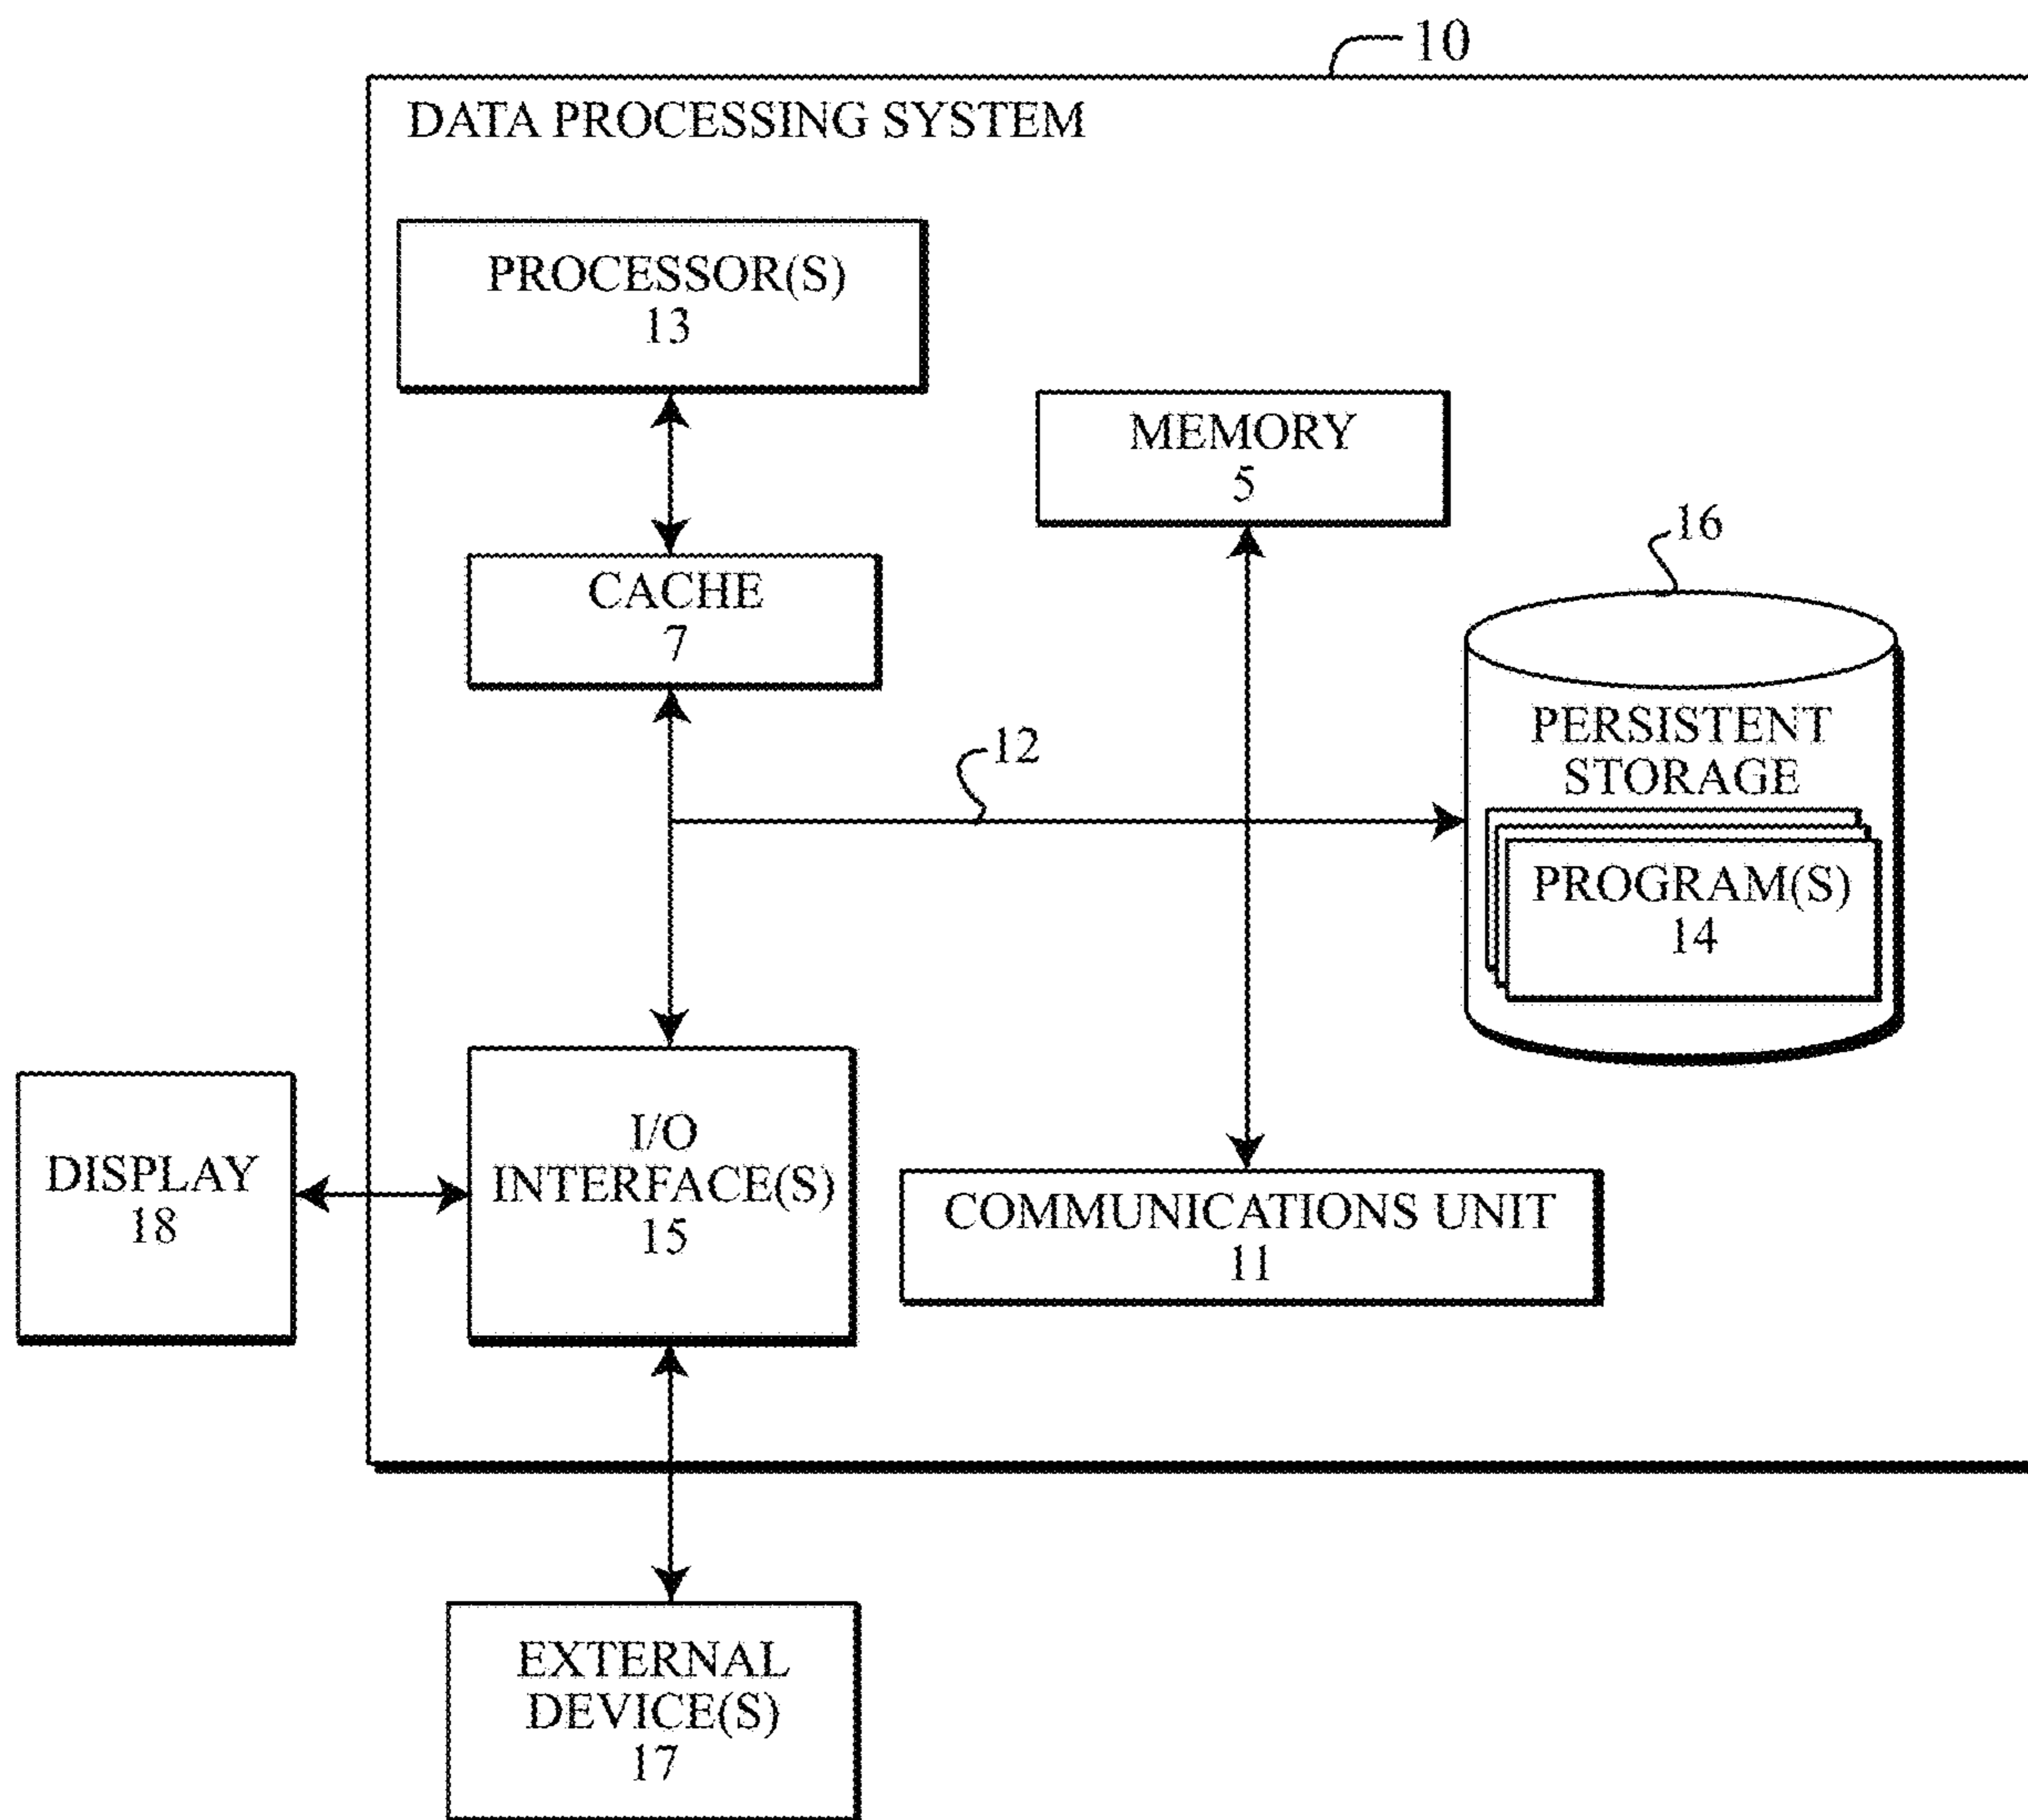 10
DATA PROCESSING SYSTEM
PROCESSOR(S)
13
MEMORY
5
16
CACHE
7
12
PERSISTENT
STORAGE
PROGRAM(S)
14
I/O
INTERFACE(S)
15
DISPLAY
18
COMMUNICATIONS UNIT
11
EXTERNAL
DEVICE(S)
17